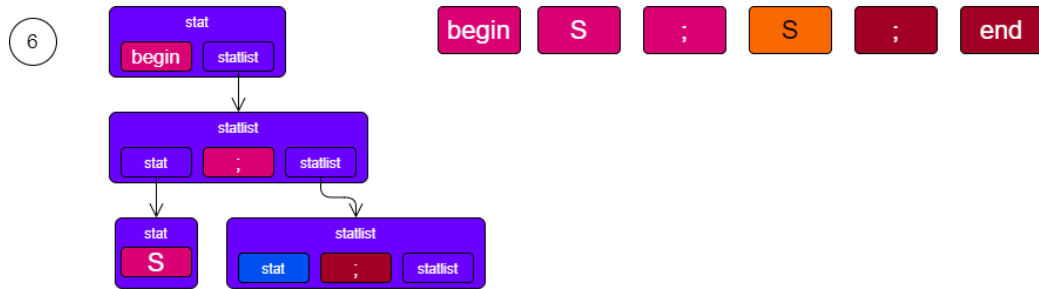 6
stat
begin statlist
begin S ; S ; end
statlist
stat ; statlist
stat
S
statlist
stat ; statlist